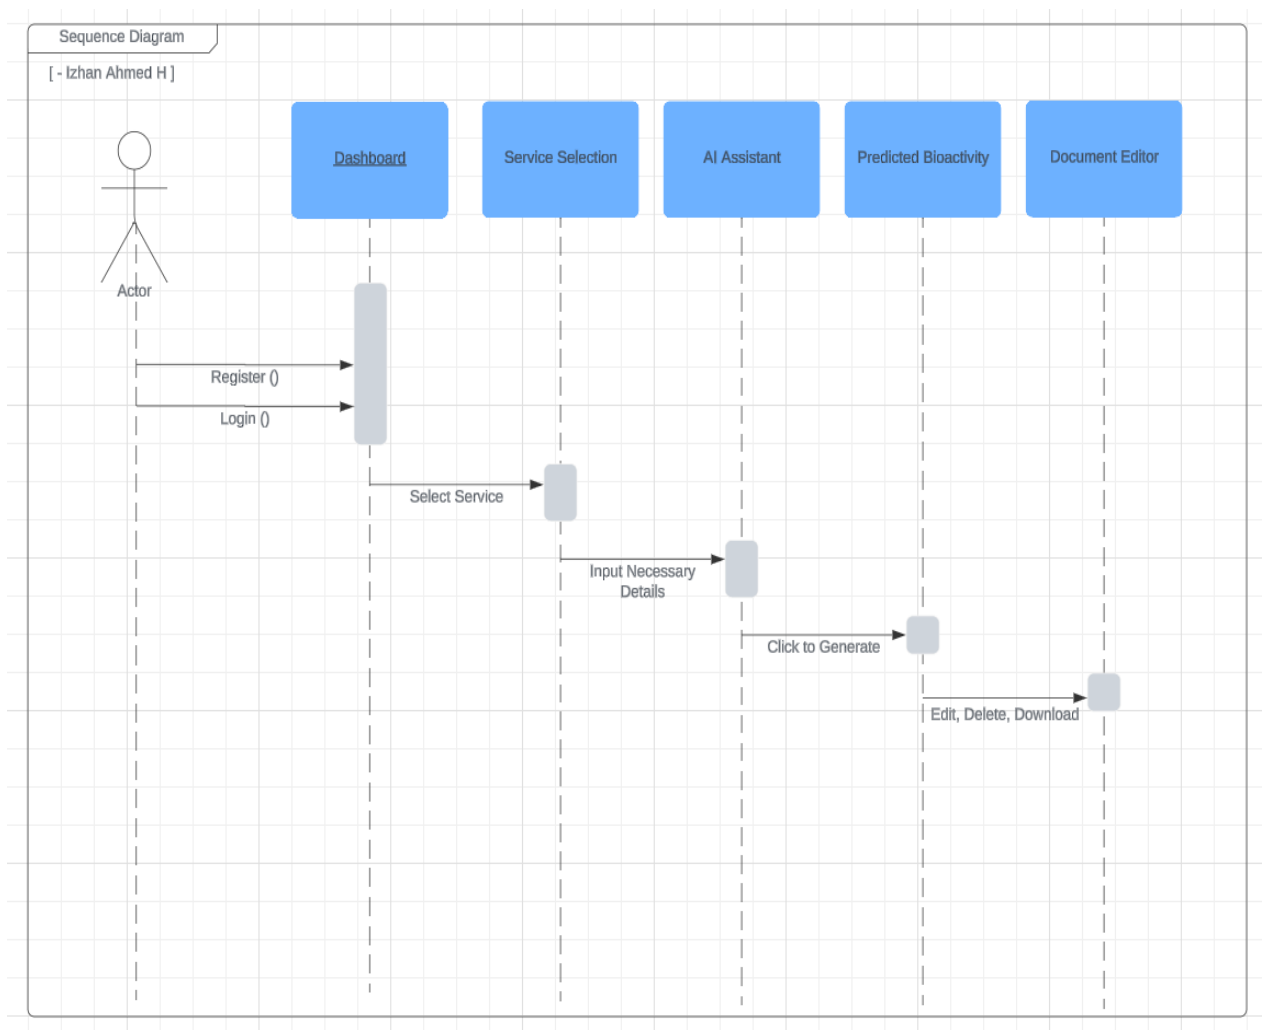 Sequence Diagram
[ - Izhan Ahmed H ]
Dashboard
Service Selection
AI Assistant
Predicted Bioactivity
Document Editor
Actor
Register ()
Login ()
Select Service
Input Necessary
Details
Click to Generate
Edit, Delete, Download